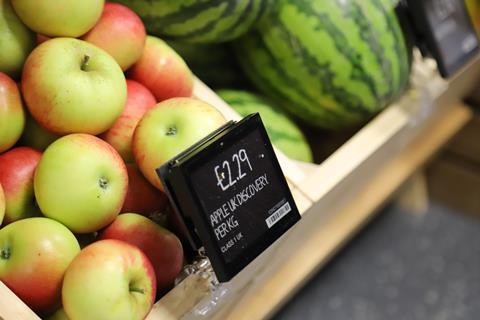 £2.29
APPLE UK DISCOVERY
PER KG
CLASS 1 UK